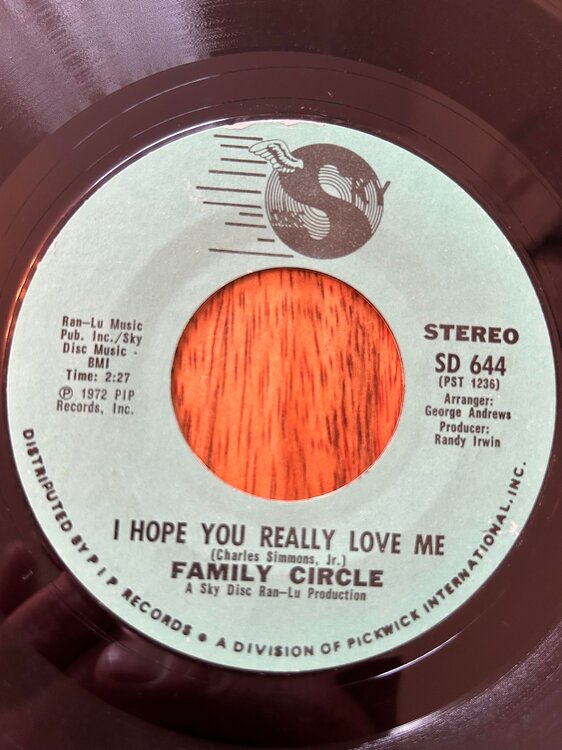 SKY
DISC
Ran-Lu Music
Pub. Inc./Sky
Disc Music -
BMI
Time: 2:27
Ⓟ 1972 PIP
Records, Inc.
STEREO
SD 644
(PST 1236)
Arranger:
George Andrews
Producer:
Randy Irwin
I HOPE YOU REALLY LOVE ME
(Charles Simmons, Jr.)
FAMILY CIRCLE
A Sky Disc Ran-Lu Production
DISTRIBUTED BY P I P RECORDS • A DIVISION OF PICKWICK INTERNATIONAL, INC.